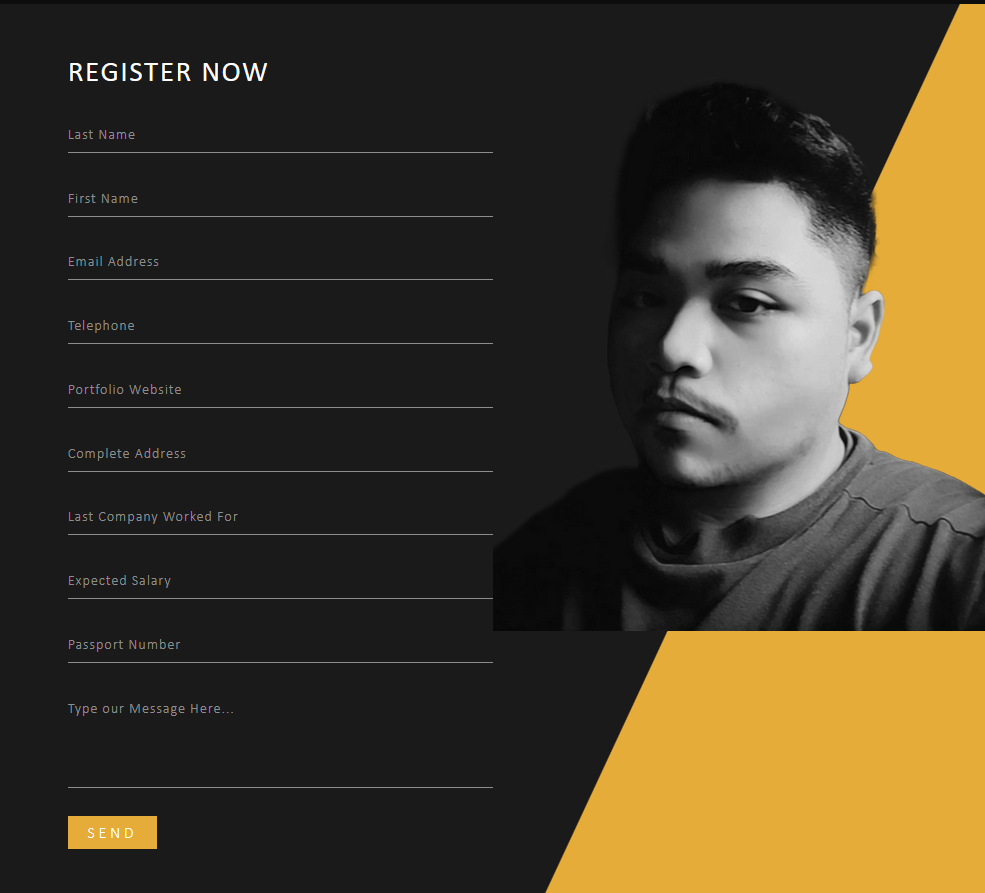 REGISTER NOW
Last Name
First Name
Email Address
Telephone
Portfolio Website
Complete Address
Last Company Worked For
Expected Salary
Passport Number
Type our Message Here...
SEND